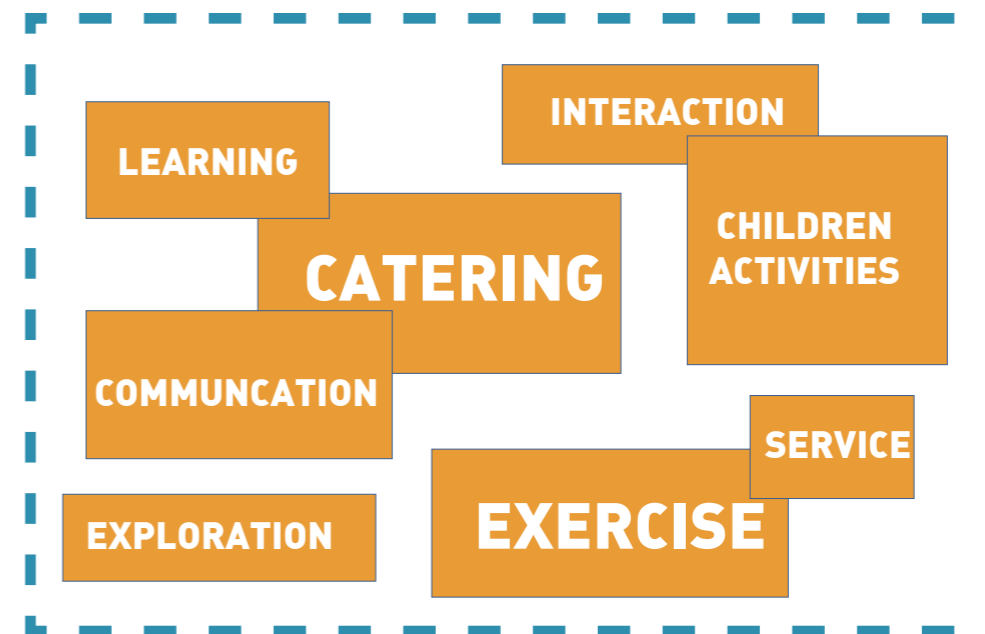 INTERACTION
LEARNING
CHILDREN
ACTIVITIES
CATERING
COMMUNCATION
SERVICE
EXERCISE
EXPLORATION